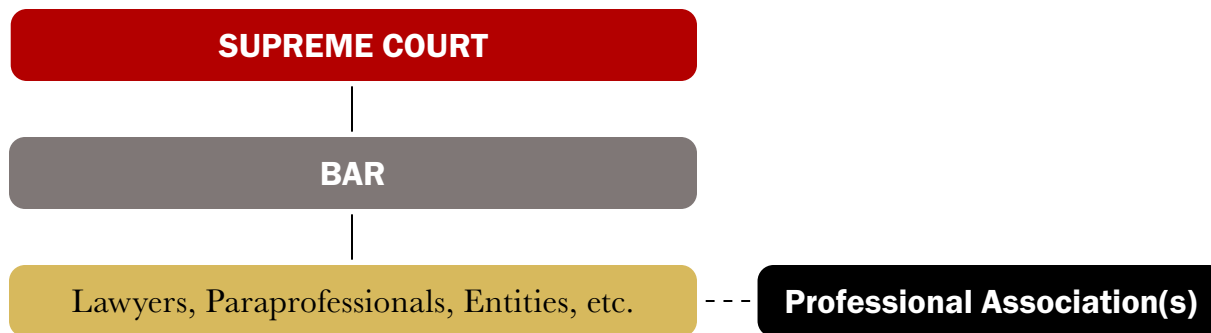 SUPREME COURT
BAR
Lawyers, Paraprofessionals, Entities, etc.
Professional Association(s)